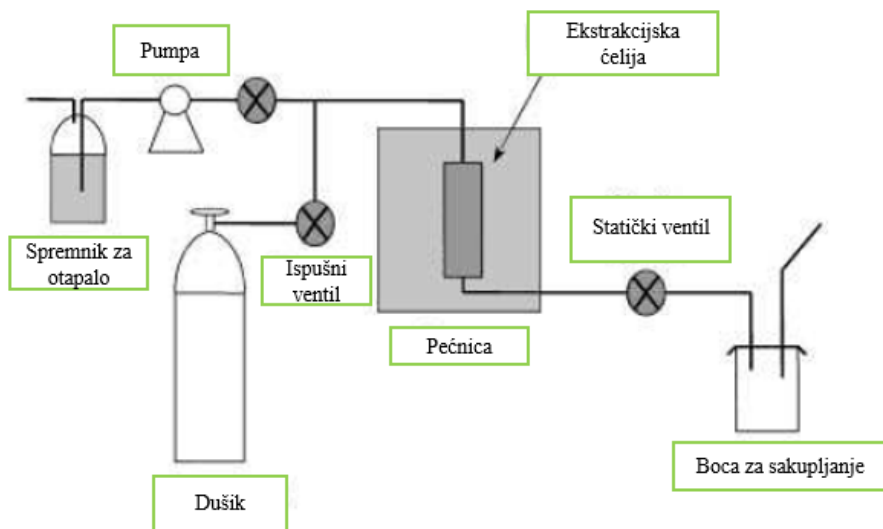 Ekstrakcijska
ćelija
Pumpa
Statički ventil
Spremnik za
otapalo
Ispušni
ventil
Pećnica
Boca za sakupljanje
Dušik